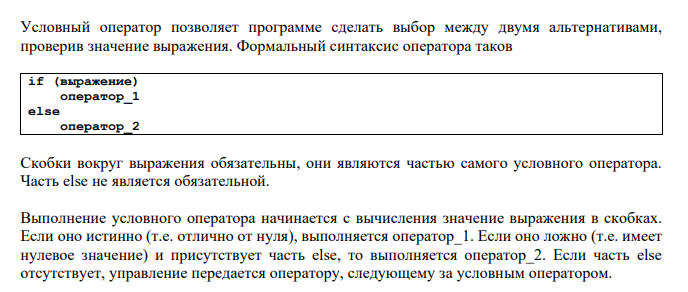 Условный оператор позволяет программе сделать выбор между двумя альтернативами,
проверив значение выражения. Формальный синтаксис оператора таков
if (выражение)
    оператор_1
else
    оператор_2
Скобки вокруг выражения обязательны, они являются частью самого условного оператора.
Часть else не является обязательной.
Выполнение условного оператора начинается с вычисления значение выражения в скобках.
Если оно истинно (т.е. отлично от нуля), выполняется оператор_1. Если оно ложно (т.е. имеет
нулевое значение) и присутствует часть else, то выполняется оператор_2. Если часть else
отсутствует, управление передается оператору, следующему за условным оператором.